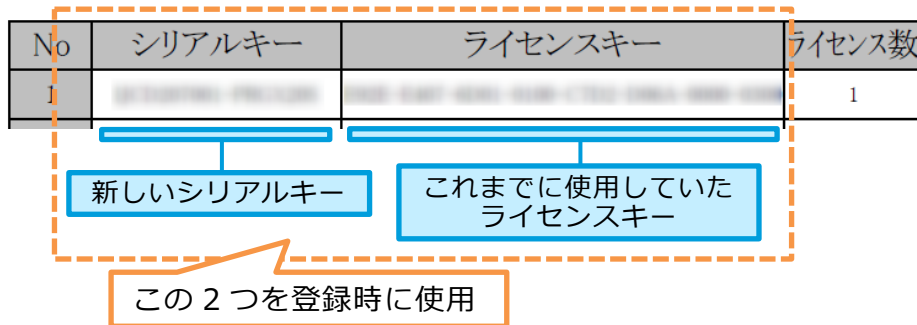 No シリアルキー ライセンスキー ライセンス数
1 1
新しいシリアルキー
これまでに使用していた
ライセンスキー
この 2 つを登録時に使用